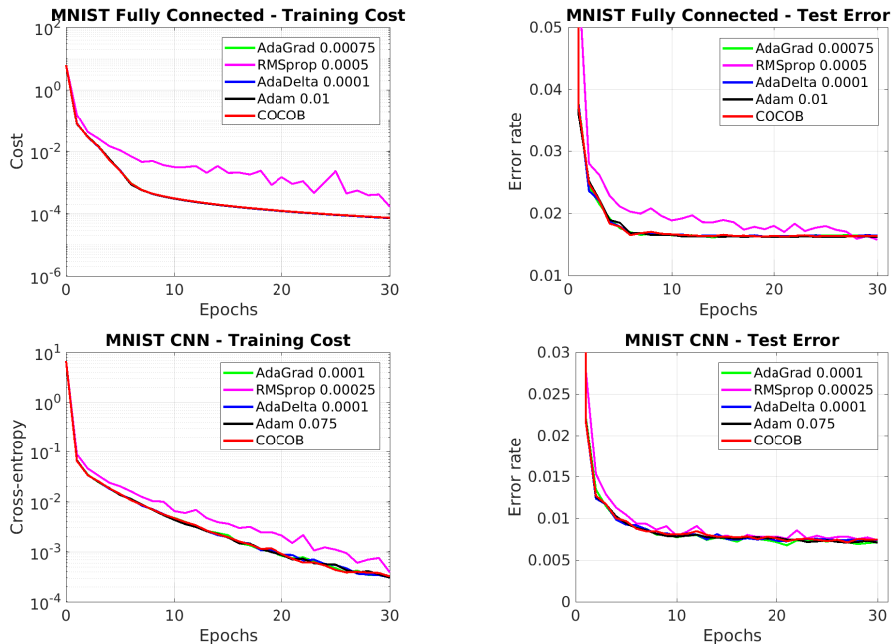 MNIST Fully Connected - Training Cost
10^2
10^0
10^-2
10^-4
10^-6
Cost
0 10 20 30
Epochs
AdaGrad 0.00075
RMSprop 0.0005
AdaDelta 0.0001
Adam 0.01
COCOB
MNIST Fully Connected - Test Error
0.05
0.04
0.03
0.02
0.01
Error rate
0 10 20 30
Epochs
AdaGrad 0.00075
RMSprop 0.0005
AdaDelta 0.0001
Adam 0.01
COCOB
MNIST CNN - Training Cost
10^1
10^0
10^-1
10^-2
10^-3
10^-4
Cross-entropy
0 10 20 30
Epochs
AdaGrad 0.0001
RMSprop 0.00025
AdaDelta 0.0001
Adam 0.075
COCOB
MNIST CNN - Test Error
0.03
0.025
0.02
0.015
0.01
0.005
0
Error rate
0 10 20 30
Epochs
AdaGrad 0.0001
RMSprop 0.00025
AdaDelta 0.0001
Adam 0.075
COCOB